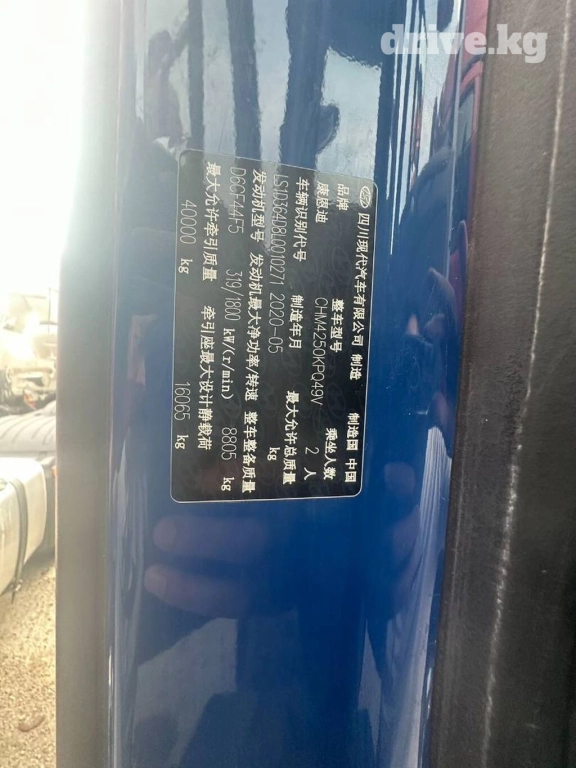 drive.kg
四川现代汽车有限公司 制造 制造国 中国
品牌 整车型号 乘坐人数
康恩迪 CHM4250KPQ49V 2 人
车辆识别代号 制造年月 最大允许总质量
LS1D364D8L0010271 2020-05 kg
发动机型号 发动机最大净功率/转速 整车整备质量
D6CF44F5 319/1800 kW/(r/min) 8805 kg
最大允许牵引质量 牵引座最大设计静载荷
40000 kg 16065 kg